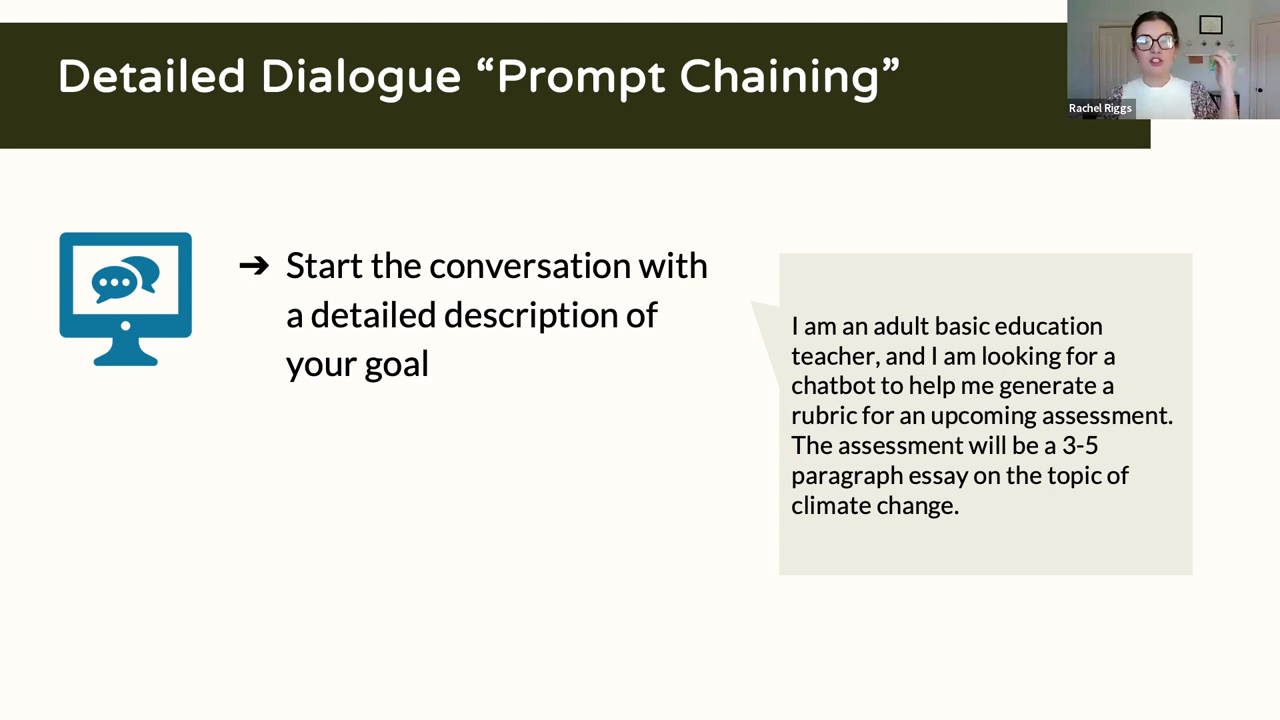 Detailed Dialogue “Prompt Chaining”
Rachel Riggs
➔ Start the conversation with
a detailed description of
your goal
I am an adult basic education
teacher, and I am looking for a
chatbot to help me generate a
rubric for an upcoming assessment.
The assessment will be a 3-5
paragraph essay on the topic of
climate change.